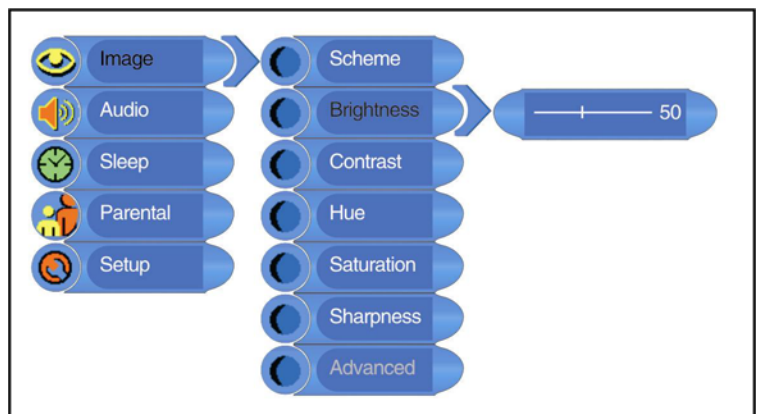 Image
Audio
Sleep
Parental
Setup
Scheme
Brightness
Contrast
Hue
Saturation
Sharpness
Advanced
50